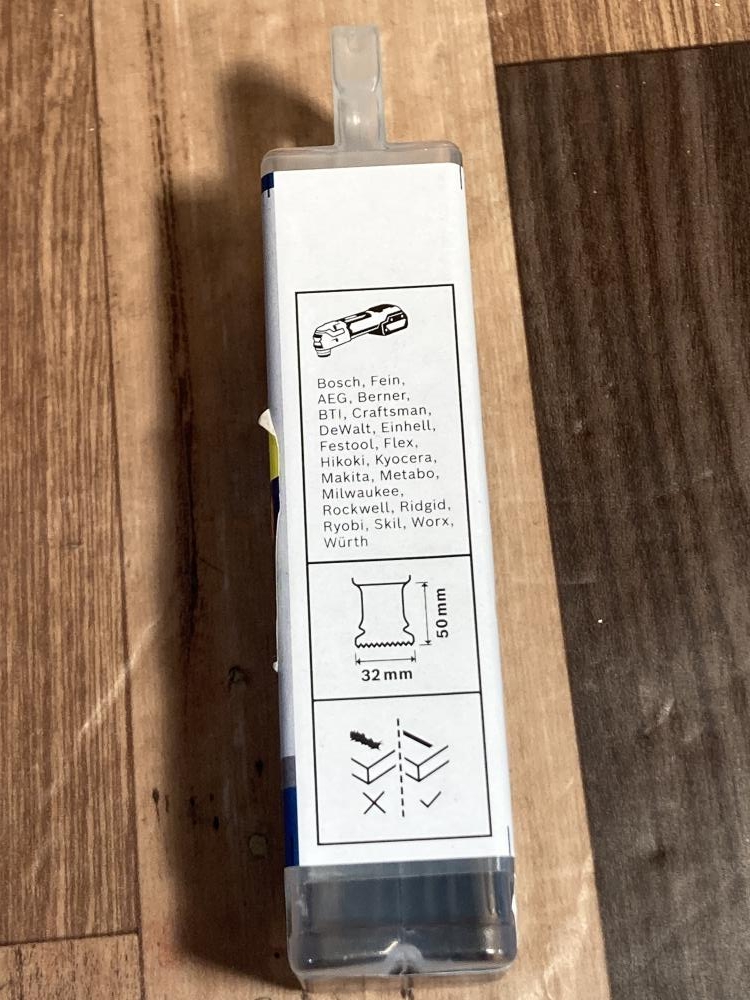 Bosch, Fein,
AEG, Berner,
BTI, Craftsman,
DeWalt, Einhell,
Festool, Flex,
Hikoki, Kyocera,
Makita, Metabo,
Milwaukee,
Rockwell, Ridgid,
Ryobi, Skil, Worx,
Würth
50 mm
32 mm